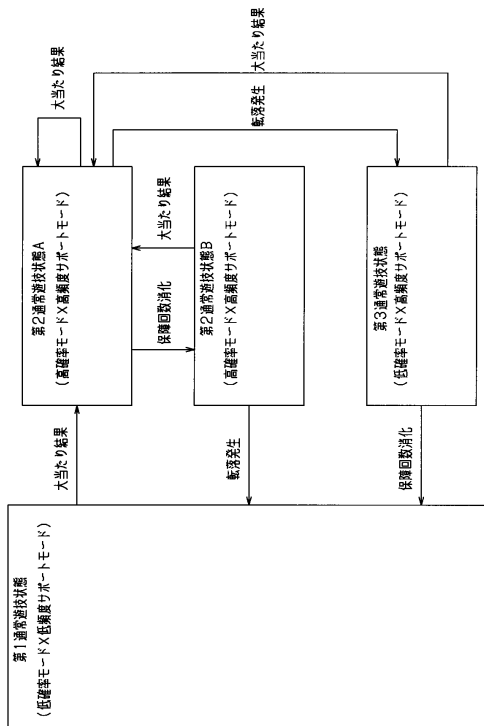 第1通常遊技状態
(低確率モード×低頻度サポートモード)
大当たり結果
転落発生
保障回数消化
第2通常遊技状態A
(高確率モード×高頻度サポートモード)
保障回数消化
大当たり結果
第2通常遊技状態B
(高確率モード×高頻度サポートモード)
第3通常遊技状態
(低確率モード×高頻度サポートモード)
大当たり結果
転落発生
大当たり結果